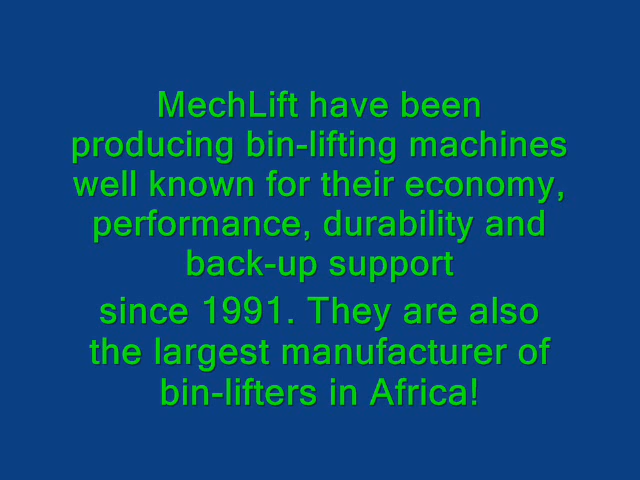 MechLift have been
producing bin-lifting machines
well known for their economy,
performance, durability and
back-up support
since 1991. They are also
the largest manufacturer of
bin-lifters in Africa!